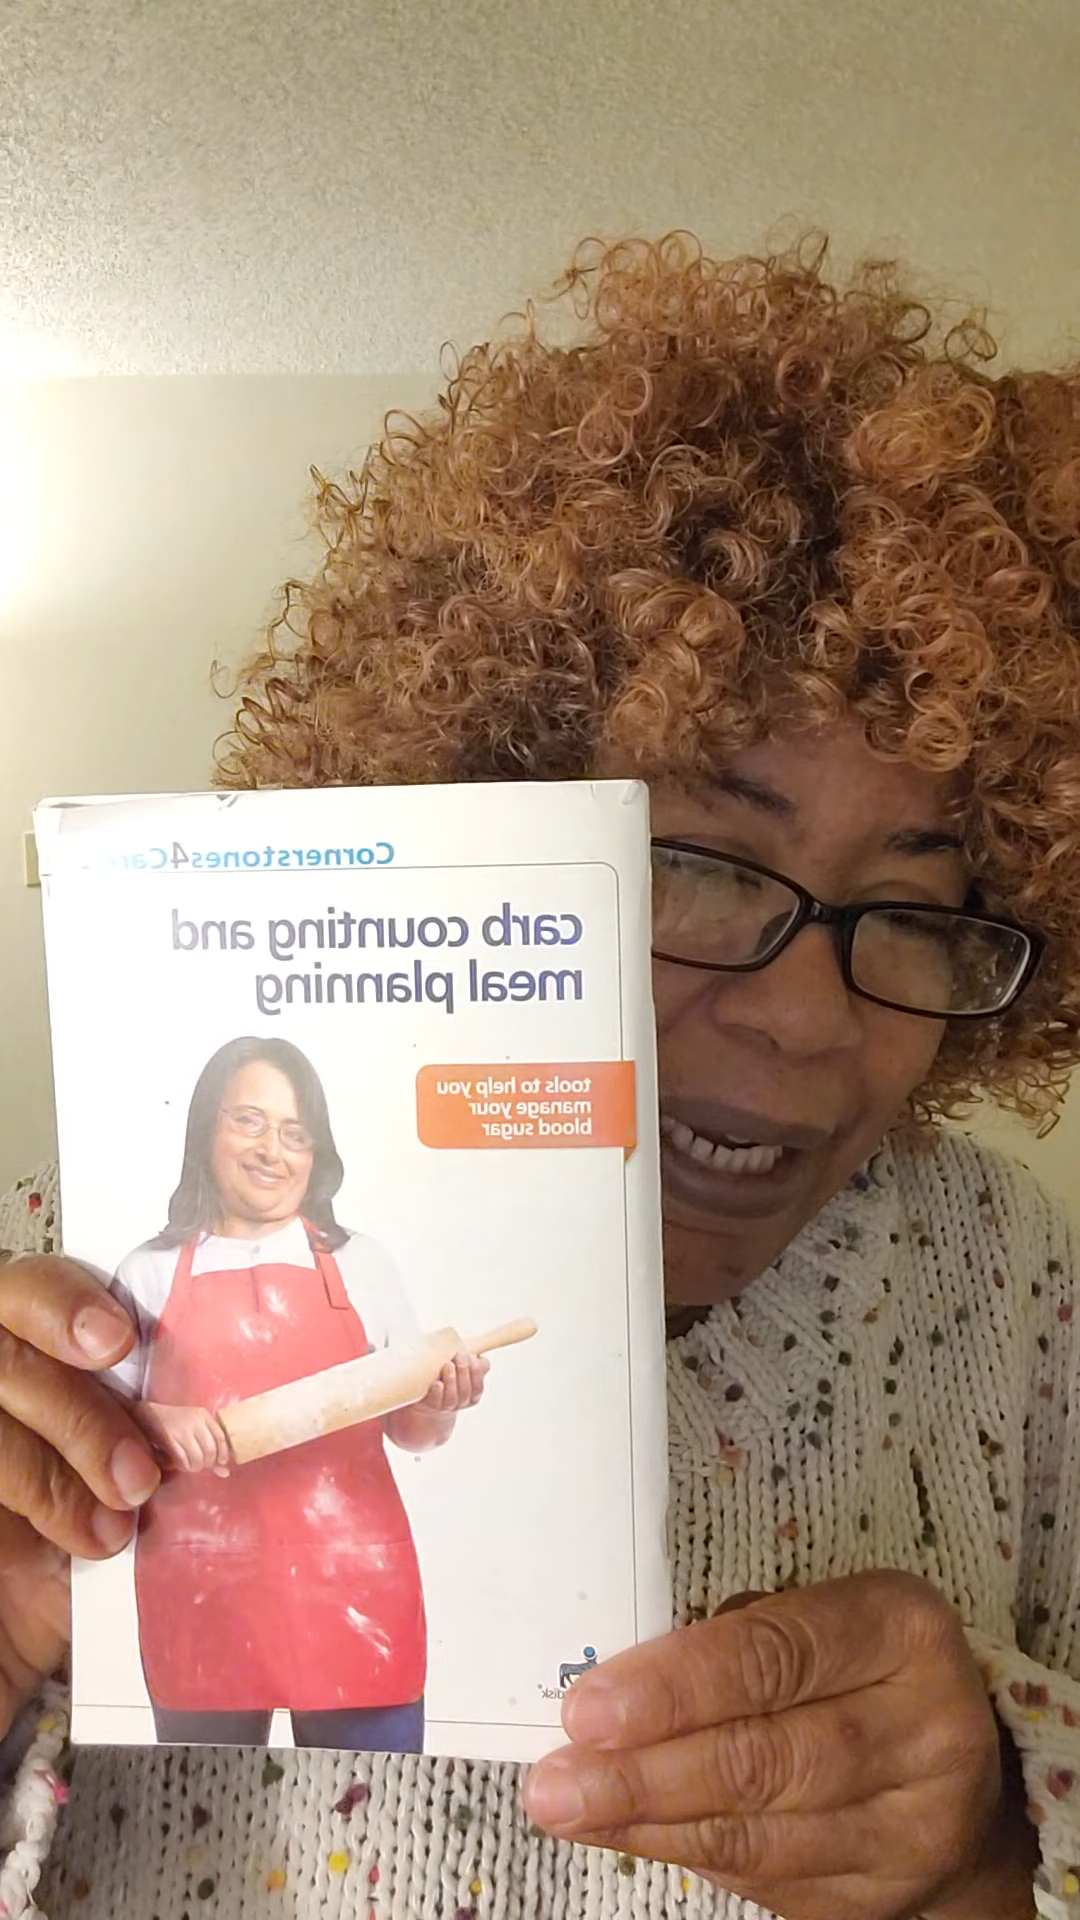 Cornerstones4Care
carb counting and
meal planning
tools to help you
manage your
blood sugar